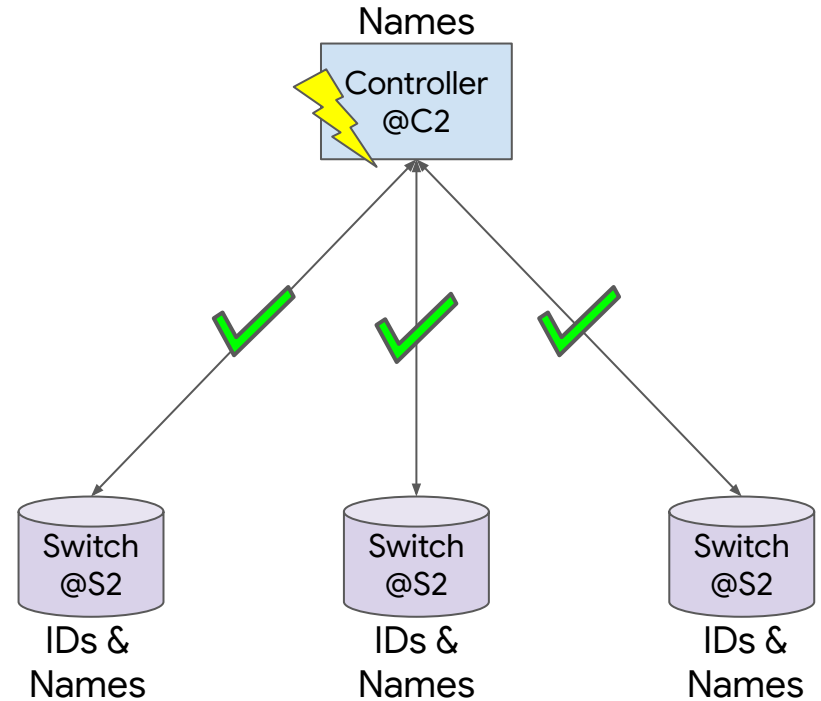 Names
Controller
@C2
Switch
@S2
Switch
@S2
Switch
@S2
IDs &
Names
IDs &
Names
IDs &
Names